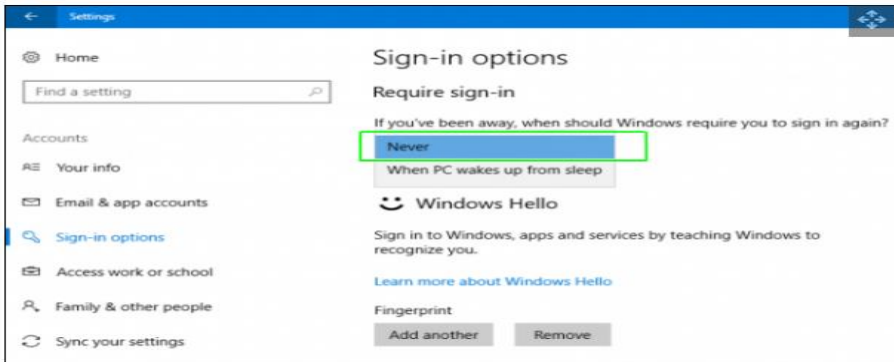 Settings
Home
Find a setting
Accounts
Your info
Email & app accounts
Sign-in options
Access work or school
Family & other people
Sync your settings
Sign-in options
Require sign-in
If you've been away, when should Windows require you to sign in again?
Never
When PC wakes up from sleep
Windows Hello
Sign in to Windows, apps and services by teaching Windows to
recognize you.
Learn more about Windows Hello
Fingerprint
Add another
Remove